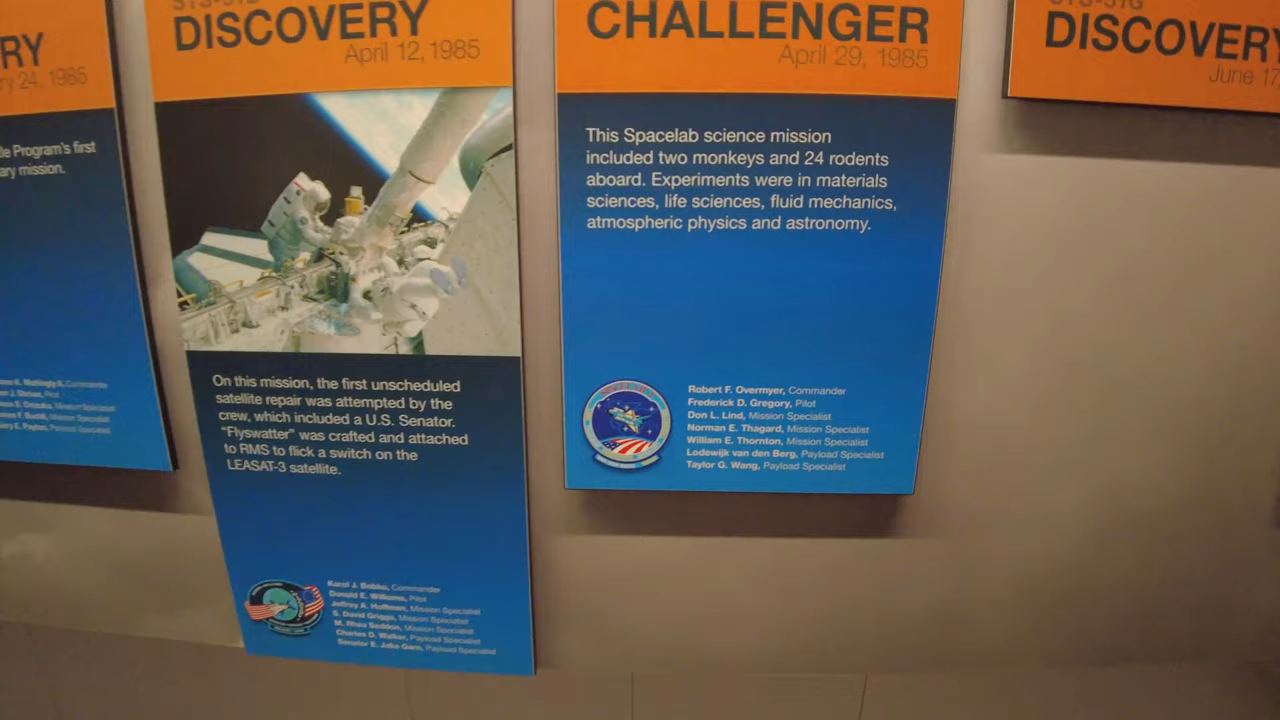 RY
ry 24, 1985
le Program's first
ary mission.
DISCOVERY
April 12, 1985
On this mission, the first unscheduled
satellite repair was attempted by the
crew, which included a U.S. Senator.
"Flyswatter" was crafted and attached
to RMS to flick a switch on the
LEASAT-3 satellite.
Karol J. Bobko, Commander
Donald E. Williams, Pilot
Jeffrey A. Hoffman, Mission Specialist
S. David Griggs, Mission Specialist
M. Rhea Seddon, Mission Specialist
Charles D. Walker, Payload Specialist
Senator E. Jake Garn, Payload Specialist
CHALLENGER
April 29, 1985
This Spacelab science mission
included two monkeys and 24 rodents
aboard. Experiments were in materials
sciences, life sciences, fluid mechanics,
atmospheric physics and astronomy.
Robert F. Overmyer, Commander
Frederick D. Gregory, Pilot
Don L. Lind, Mission Specialist
Norman E. Thagard, Mission Specialist
William E. Thornton, Mission Specialist
Lodewijk van den Berg, Payload Specialist
Taylor G. Wang, Payload Specialist
DISCOVERY
June 17